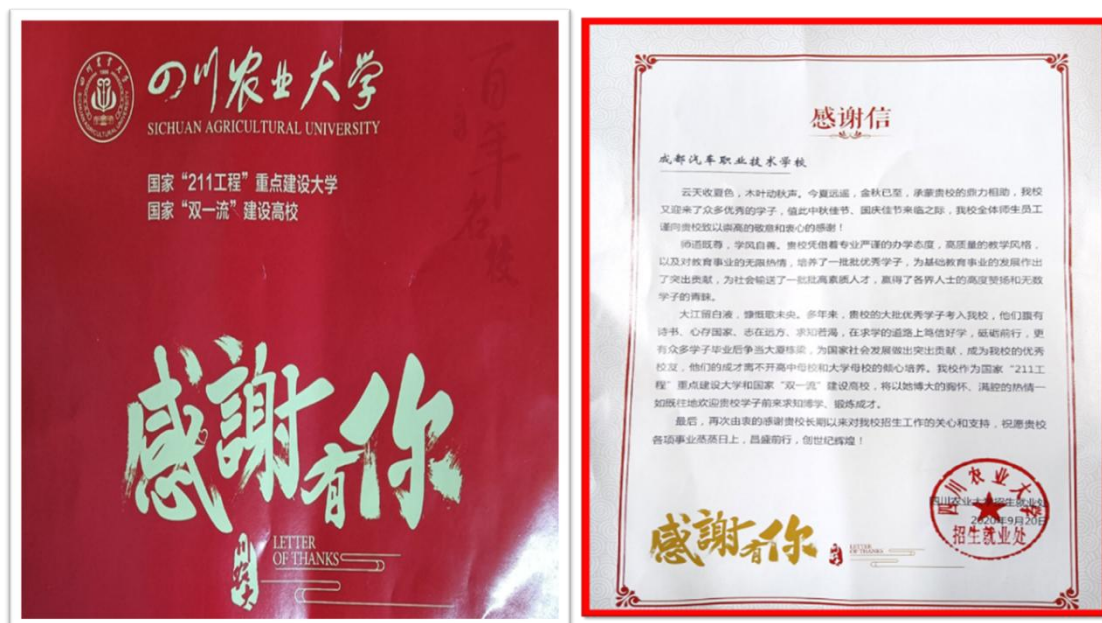 四川农业大学
SICHUAN AGRICULTURAL UNIVERSITY
国家“211工程”重点建设大学
国家“双一流”建设高校
百年名校
感謝有你
LETTER
OF THANKS
感谢信
成都汽车职业技术学校
云天收夏色，木叶动秋声。今夏远遥，金秋已至，承蒙贵校的鼎力相助，我校
又迎来了众多优秀的学子，值此中秋佳节、国庆佳节来临之际，我校全体师生员工
谨向贵校致以崇高的敬意和衷心的感谢！
师道既尊，学风自善。贵校凭借着专业严谨的办学态度，高质量的教学风格，
以及对教育事业的无限热情，培养了一批批优秀学子，为基础教育事业的发展作出
了突出贡献，为社会输送了一批批高素质人才，赢得了各界人士的高度赞扬和无数
学子的青睐。
大江留白液，慷慨歌未央。多年来，贵校的大批优秀学子考入我校，他们腹有
诗书、心存国家、志在远方、求知若渴，在求学的道路上笃信好学，砥砺前行，更
有众多学子毕业后争当大厦栋梁，为国家社会发展做出突出贡献，成为我校的优秀
校友，他们的成才离不开高中母校和大学母校的倾心培养。我校作为国家“211工
程”重点建设大学和国家“双一流”建设高校，将以她博大的胸怀、满腔的热情一
如既往地欢迎贵校学子前来求知博学、锻炼成才。
最后，再次由衷的感谢贵校长期以来对我校招生工作的关心和支持，祝愿贵校
各项事业蒸蒸日上，昌盛前行，创世纪辉煌！
四川农业大学招生就业处
2020年9月20日
四川农业大学
招生就业处
感謝有你
LETTER
OF THANKS